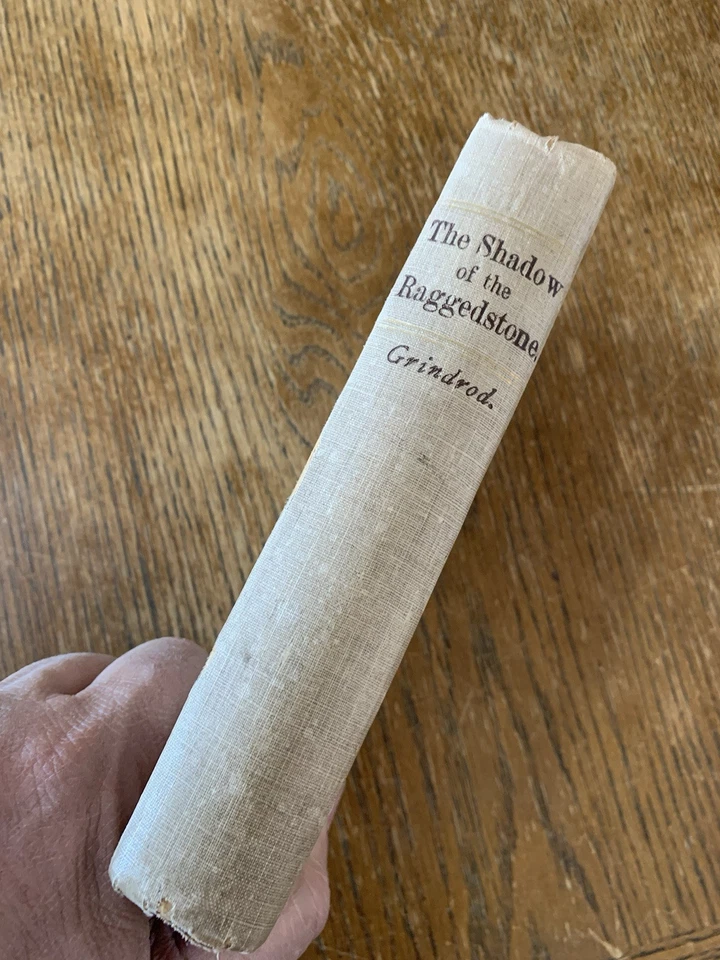 The Shadow
of the
Raggedstone.
Grindrod.